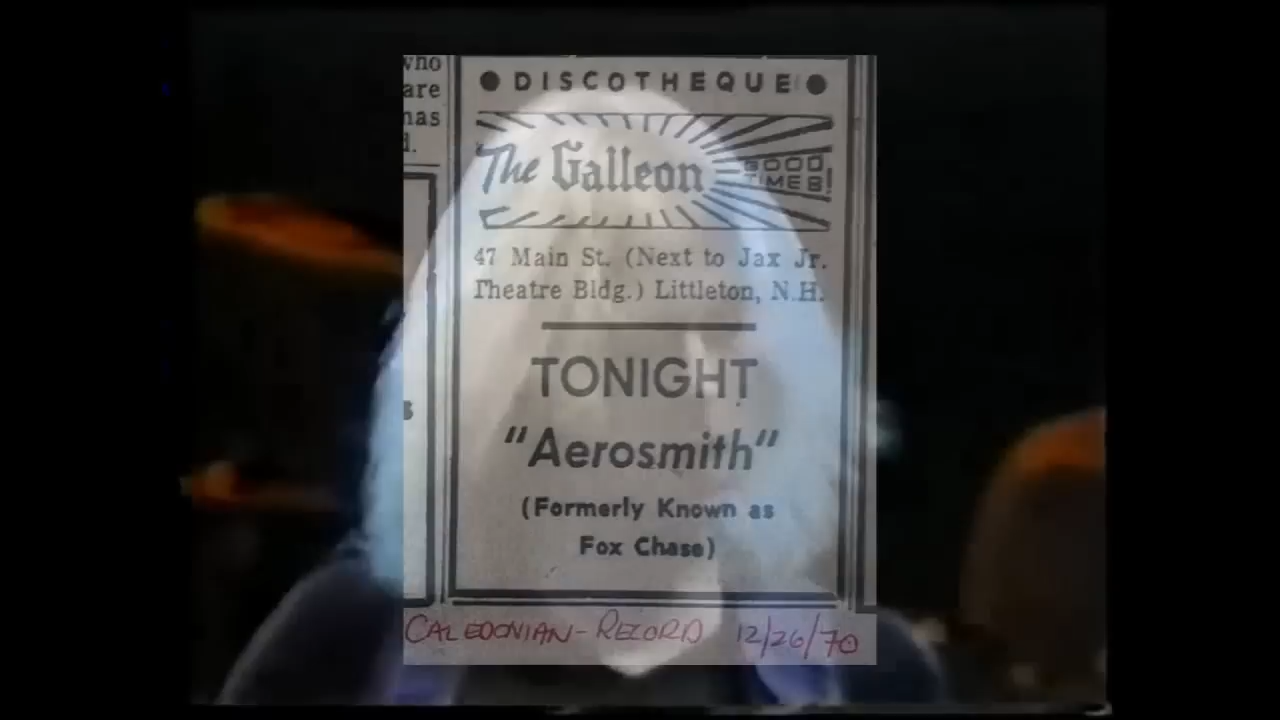 who
are
has
d.
● DISCOTHEQUE ●
The Galleon
GOOD
TIMES!
47 Main St. (Next to Jax Jr.
Theatre Bldg.) Littleton, N.H.
TONIGHT
"Aerosmith"
(Formerly Known as
Fox Chase)
CALEDONIAN-RECORD 12/26/70